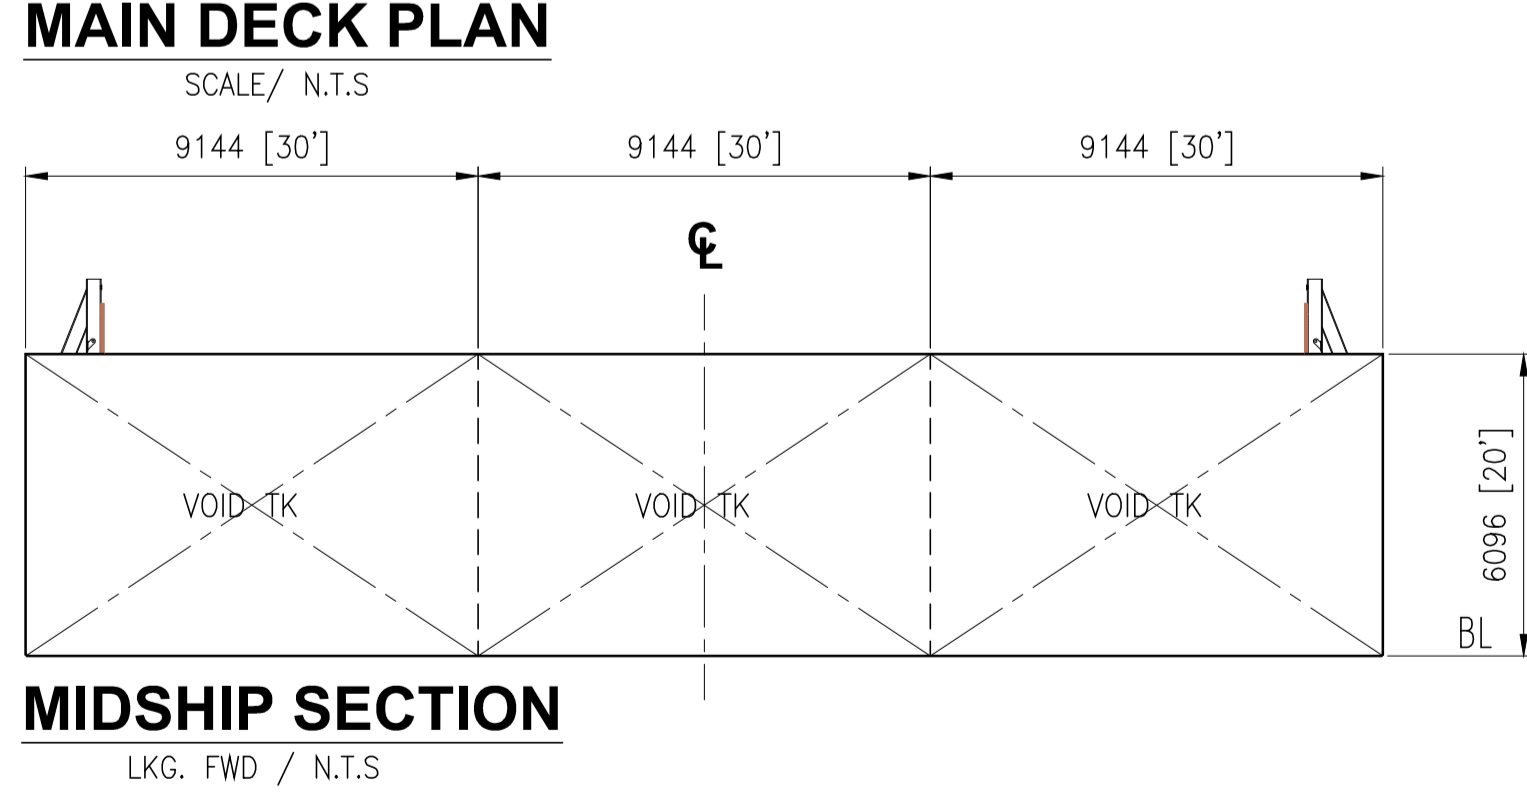 MAIN DECK PLAN
SCALE/ N.T.S
9144 [30'] 9144 [30'] 9144 [30']
℄
VOID TK VOID TK VOID TK
6096 [20']
BL
MIDSHIP SECTION
LKG. FWD / N.T.S